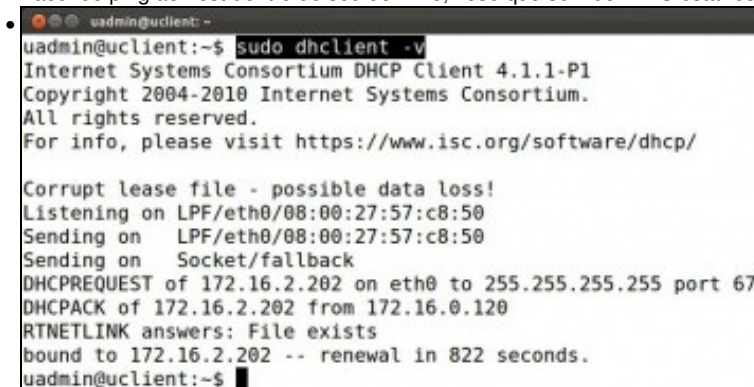 uadmin@uclient: ~
uadmin@uclient:~$ sudo dhclient -v
Internet Systems Consortium DHCP Client 4.1.1-P1
Copyright 2004-2010 Internet Systems Consortium.
All rights reserved.
For info, please visit https://www.isc.org/software/dhcp/
Corrupt lease file - possible data loss!
Listening on LPF/eth0/08:00:27:57:c8:50
Sending on   LPF/eth0/08:00:27:57:c8:50
Sending on   Socket/fallback
DHCPREQUEST of 172.16.2.202 on eth0 to 255.255.255.255 port 67
DHCPACK of 172.16.2.202 from 172.16.0.120
RTNETLINK answers: File exists
bound to 172.16.2.202 -- renewal in 822 seconds.
uadmin@uclient:~$